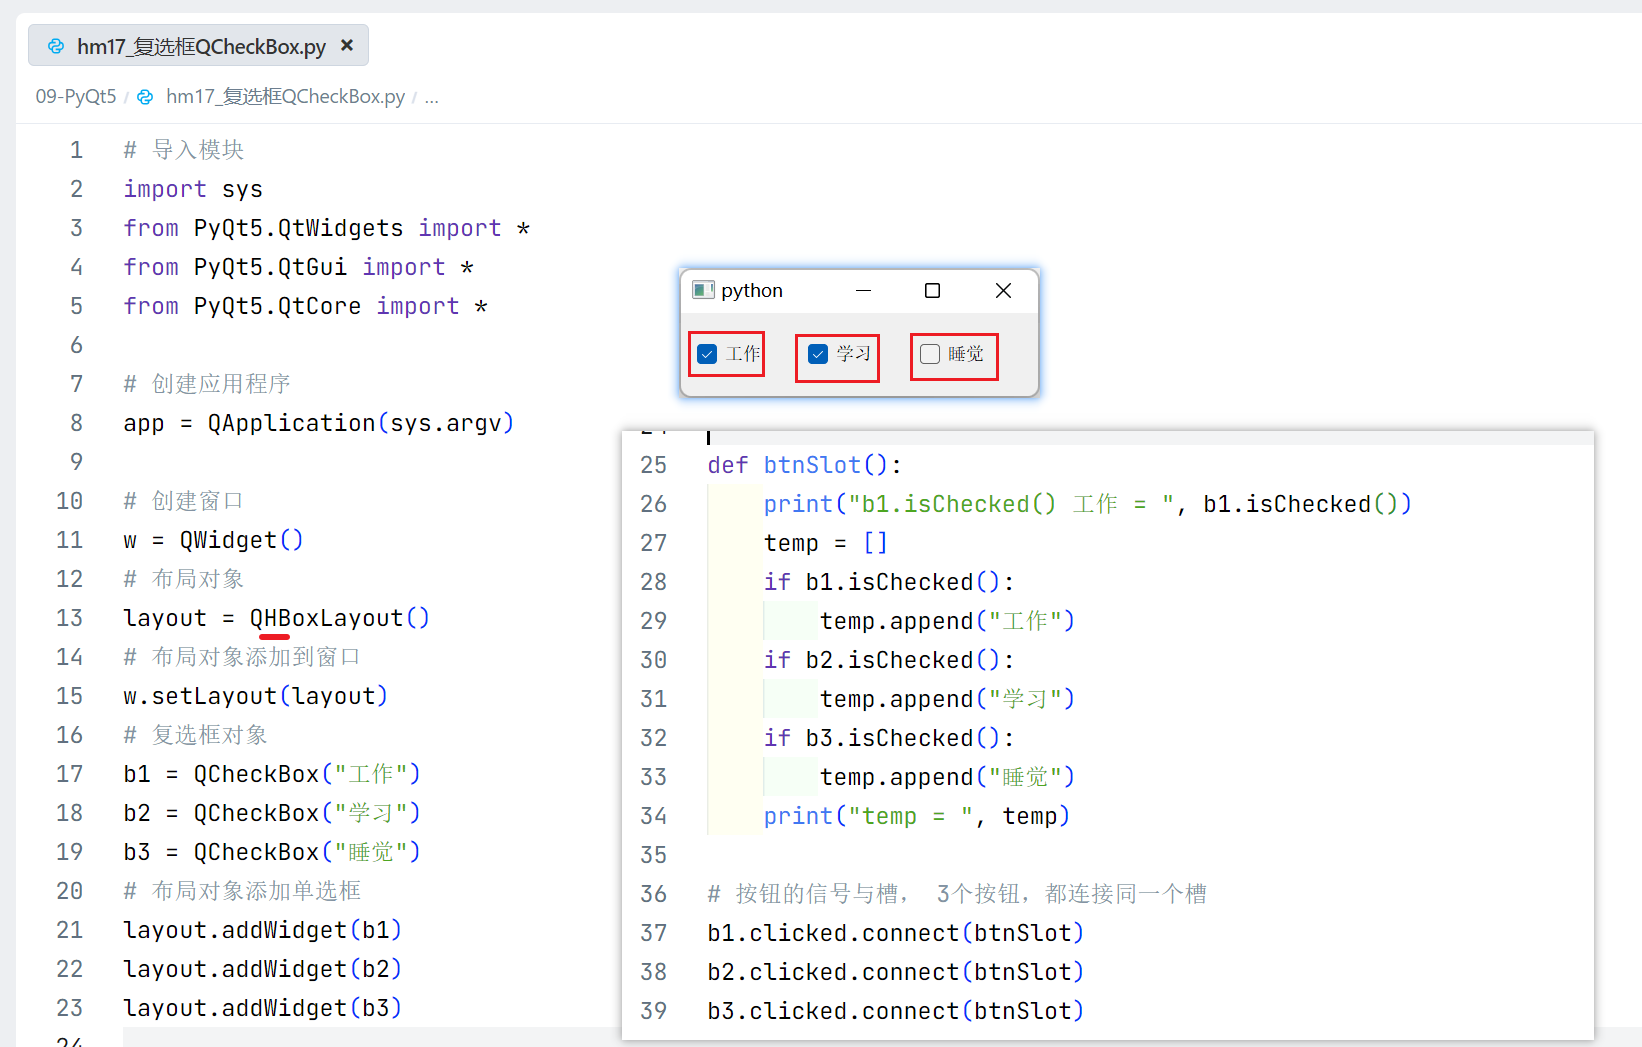 hm17_复选框QCheckBox.py ×
09-PyQt5 / hm17_复选框QCheckBox.py / ...
1 # 导入模块
2 import sys
3 from PyQt5.QtWidgets import *
4 from PyQt5.QtGui import *
5 from PyQt5.QtCore import *
6
7 # 创建应用程序
8 app = QApplication(sys.argv)
9
10 # 创建窗口
11 w = QWidget()
12 # 布局对象
13 layout = QHBoxLayout()
14 # 布局对象添加到窗口
15 w.setLayout(layout)
16 # 复选框对象
17 b1 = QCheckBox("工作")
18 b2 = QCheckBox("学习")
19 b3 = QCheckBox("睡觉")
20 # 布局对象添加单选框
21 layout.addWidget(b1)
22 layout.addWidget(b2)
23 layout.addWidget(b3)
24
python
工作 学习 睡觉
25 def btnSlot():
26 print("b1.isChecked() 工作 = ", b1.isChecked())
27 temp = []
28 if b1.isChecked():
29 temp.append("工作")
30 if b2.isChecked():
31 temp.append("学习")
32 if b3.isChecked():
33 temp.append("睡觉")
34 print("temp = ", temp)
35
36 # 按钮的信号与槽， 3个按钮，都连接同一个槽
37 b1.clicked.connect(btnSlot)
38 b2.clicked.connect(btnSlot)
39 b3.clicked.connect(btnSlot)